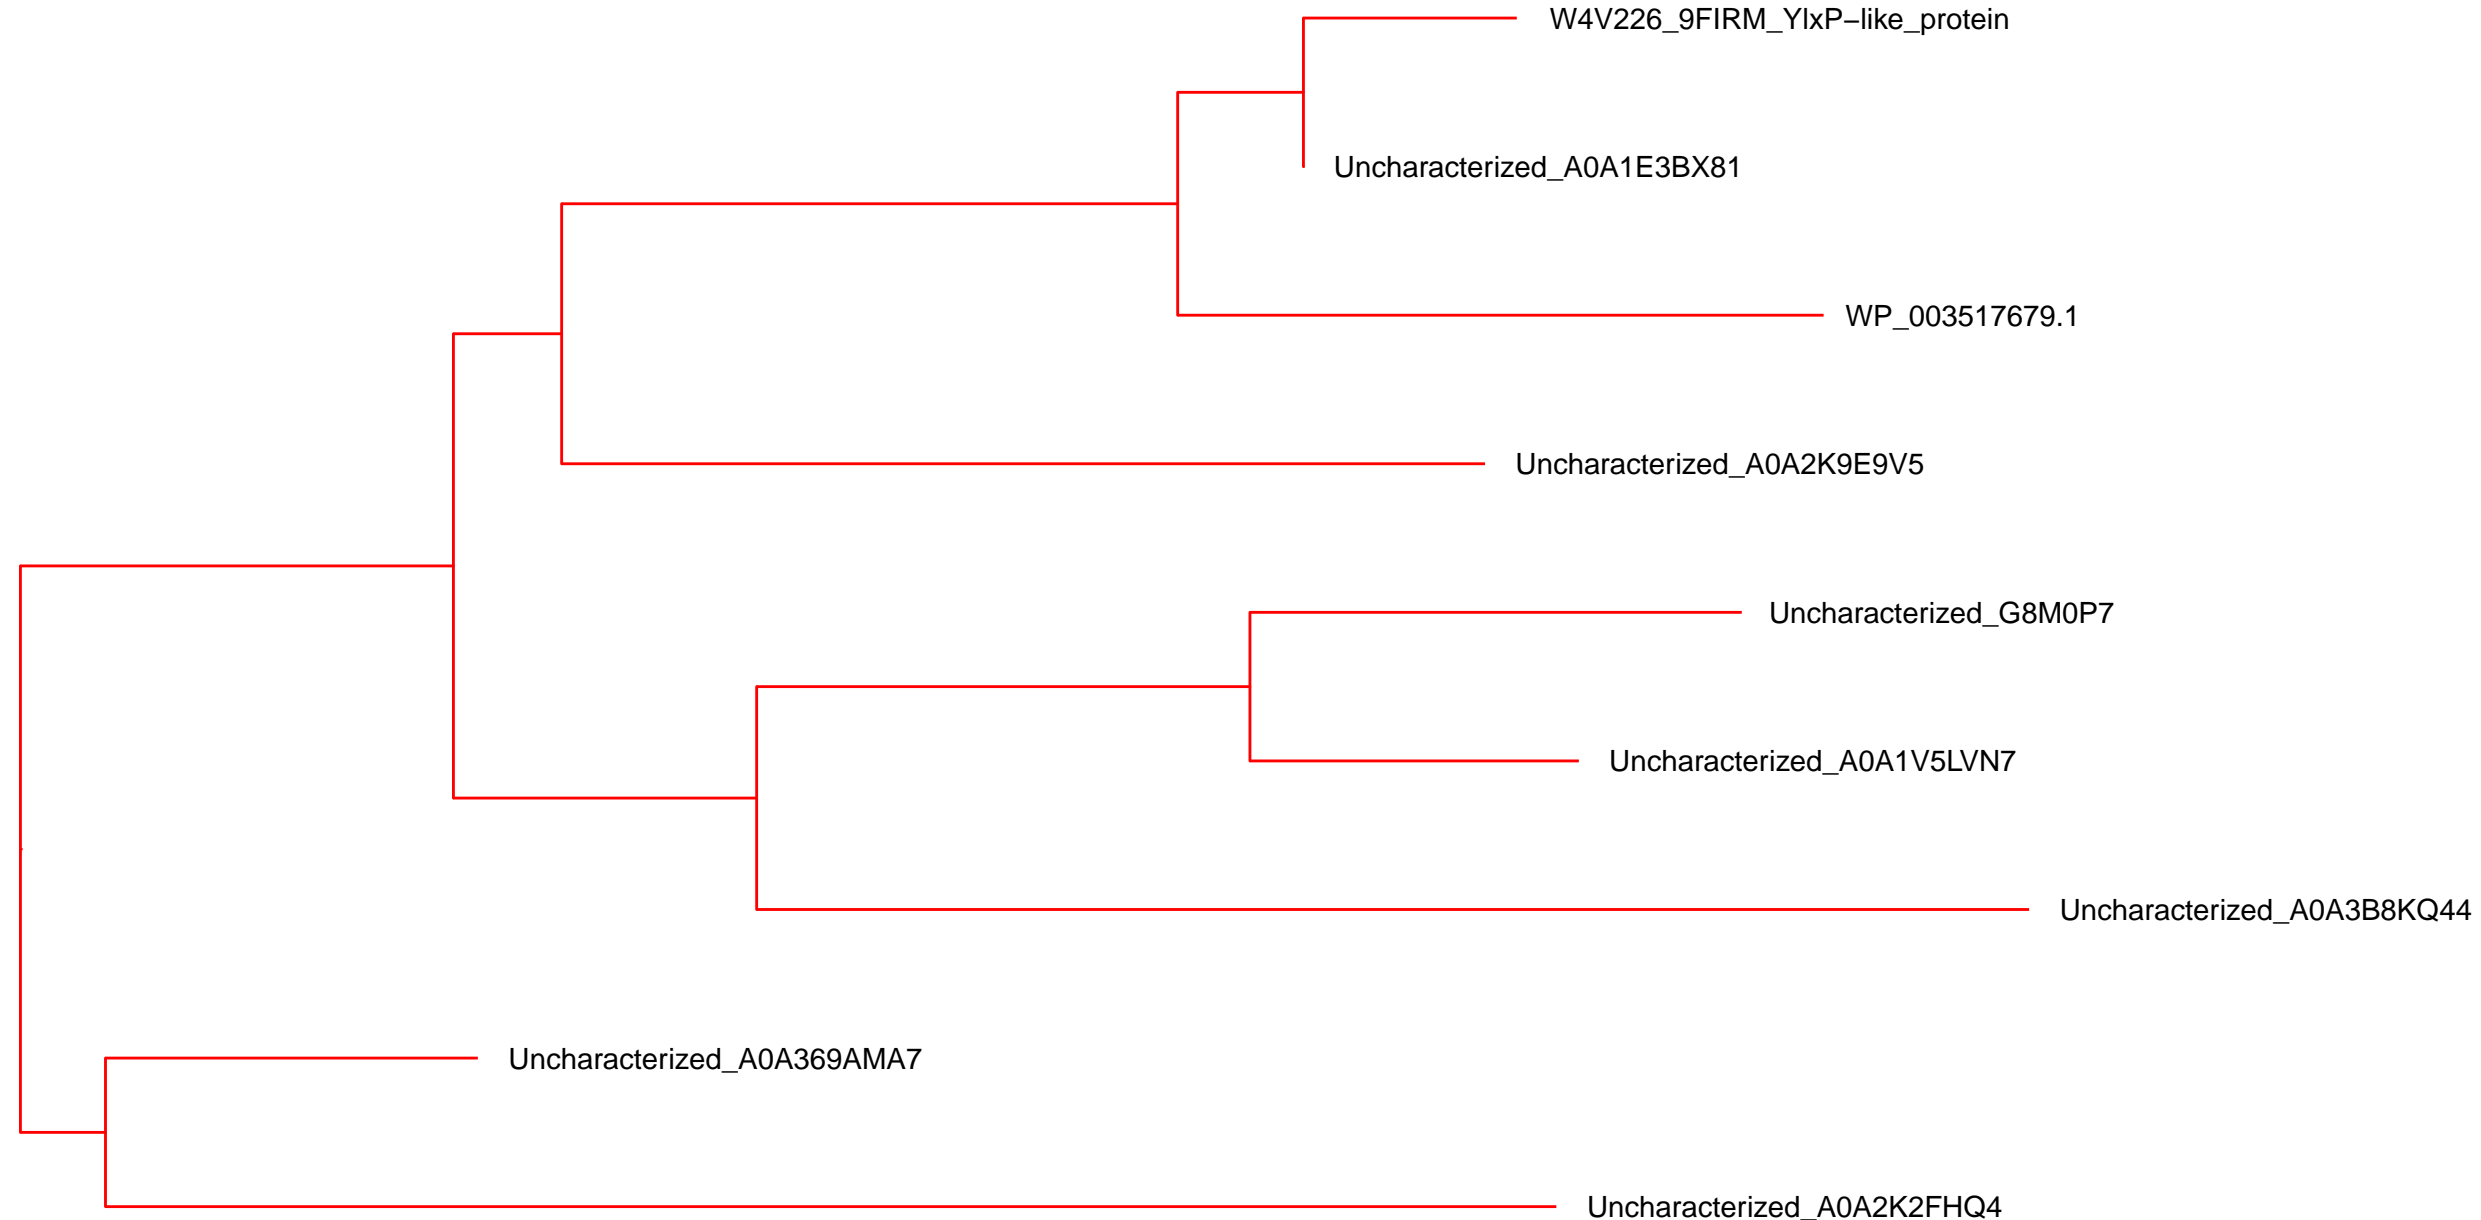 W4V226_9FIRM_YlxP−like_protein
Uncharacterized_A0A1E3BX81
WP_003517679.1
Uncharacterized_A0A2K9E9V5
Uncharacterized_G8M0P7
Uncharacterized_A0A1V5LVN7
Uncharacterized_A0A3B8KQ44
Uncharacterized_A0A369AMA7
Uncharacterized_A0A2K2FHQ4